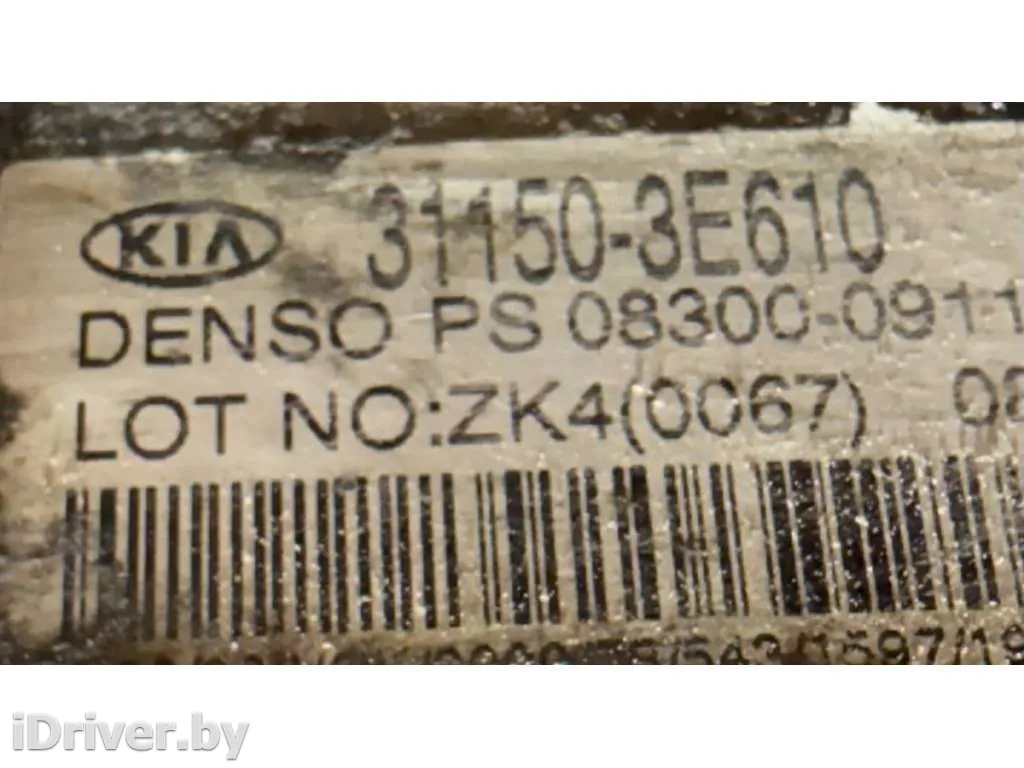 KIA 31150-3E610
DENSO PS 08300-0911
LOT NO:ZK4(0067)
iDriver.by